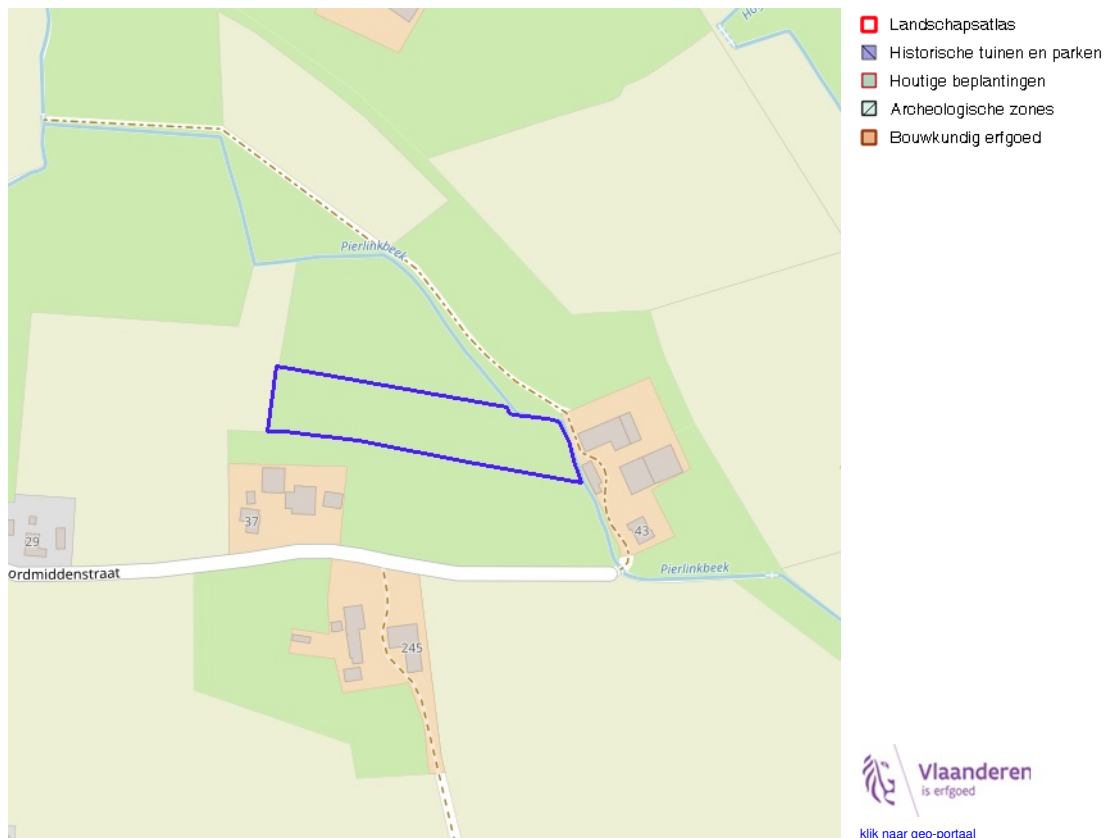 Landschapsatlas
Historische tuinen en parken
Houtige beplantingen
Archeologische zones
Bouwkundig erfgoed
Pierlinkbeek
37
43
29
ordmiddenstraat
Pierlinkbeek
245
Vlaanderen
is erfgoed
klik naar geo-portaal